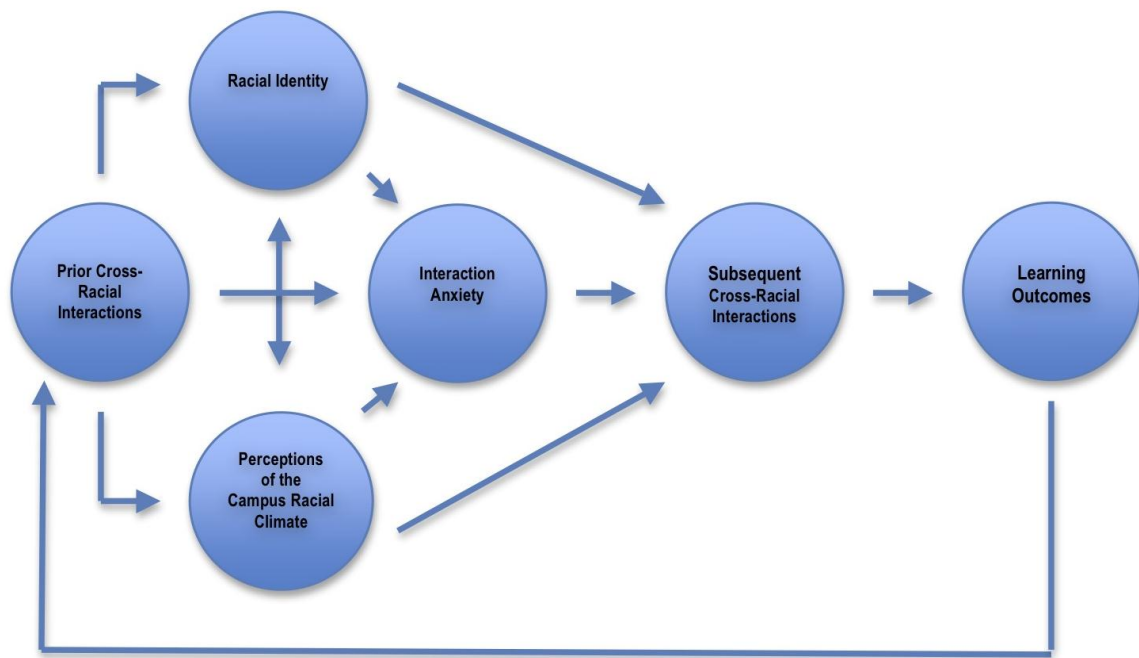 Racial Identity
Prior Cross-
Racial
Interactions
Interaction
Anxiety
Subsequent
Cross-Racial
Interactions
Learning
Outcomes
Perceptions
of the
Campus Racial
Climate